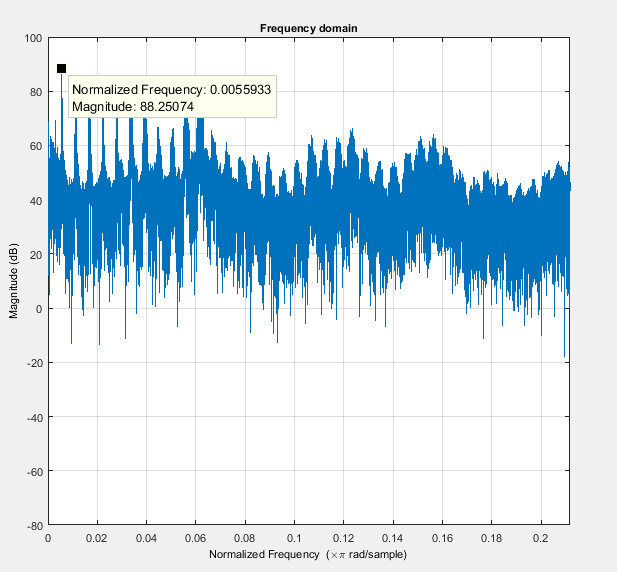 Frequency domain
100
Normalized Frequency: 0.0055933
Magnitude: 88.25074
80
60
40
20
0
-20
-40
-60
-80
Magnitude (dB)
0 0.02 0.04 0.06 0.08 0.1 0.12 0.14 0.16 0.18 0.2
Normalized Frequency (×π rad/sample)